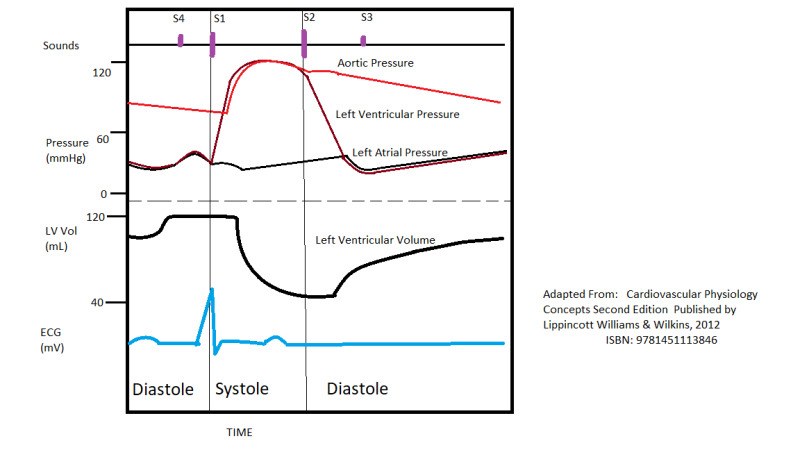 S4 S1 S2 S3
Sounds
120
Aortic Pressure
Left Ventricular Pressure
60
Pressure
(mmHg)
Left Atrial Pressure
0
120
LV Vol
(mL)
Left Ventricular Volume
40
ECG
(mV)
Diastole Systole Diastole
TIME
Adapted From: Cardiovascular Physiology
Concepts Second Edition Published by
Lippincott Williams & Wilkins, 2012
ISBN: 9781451113846